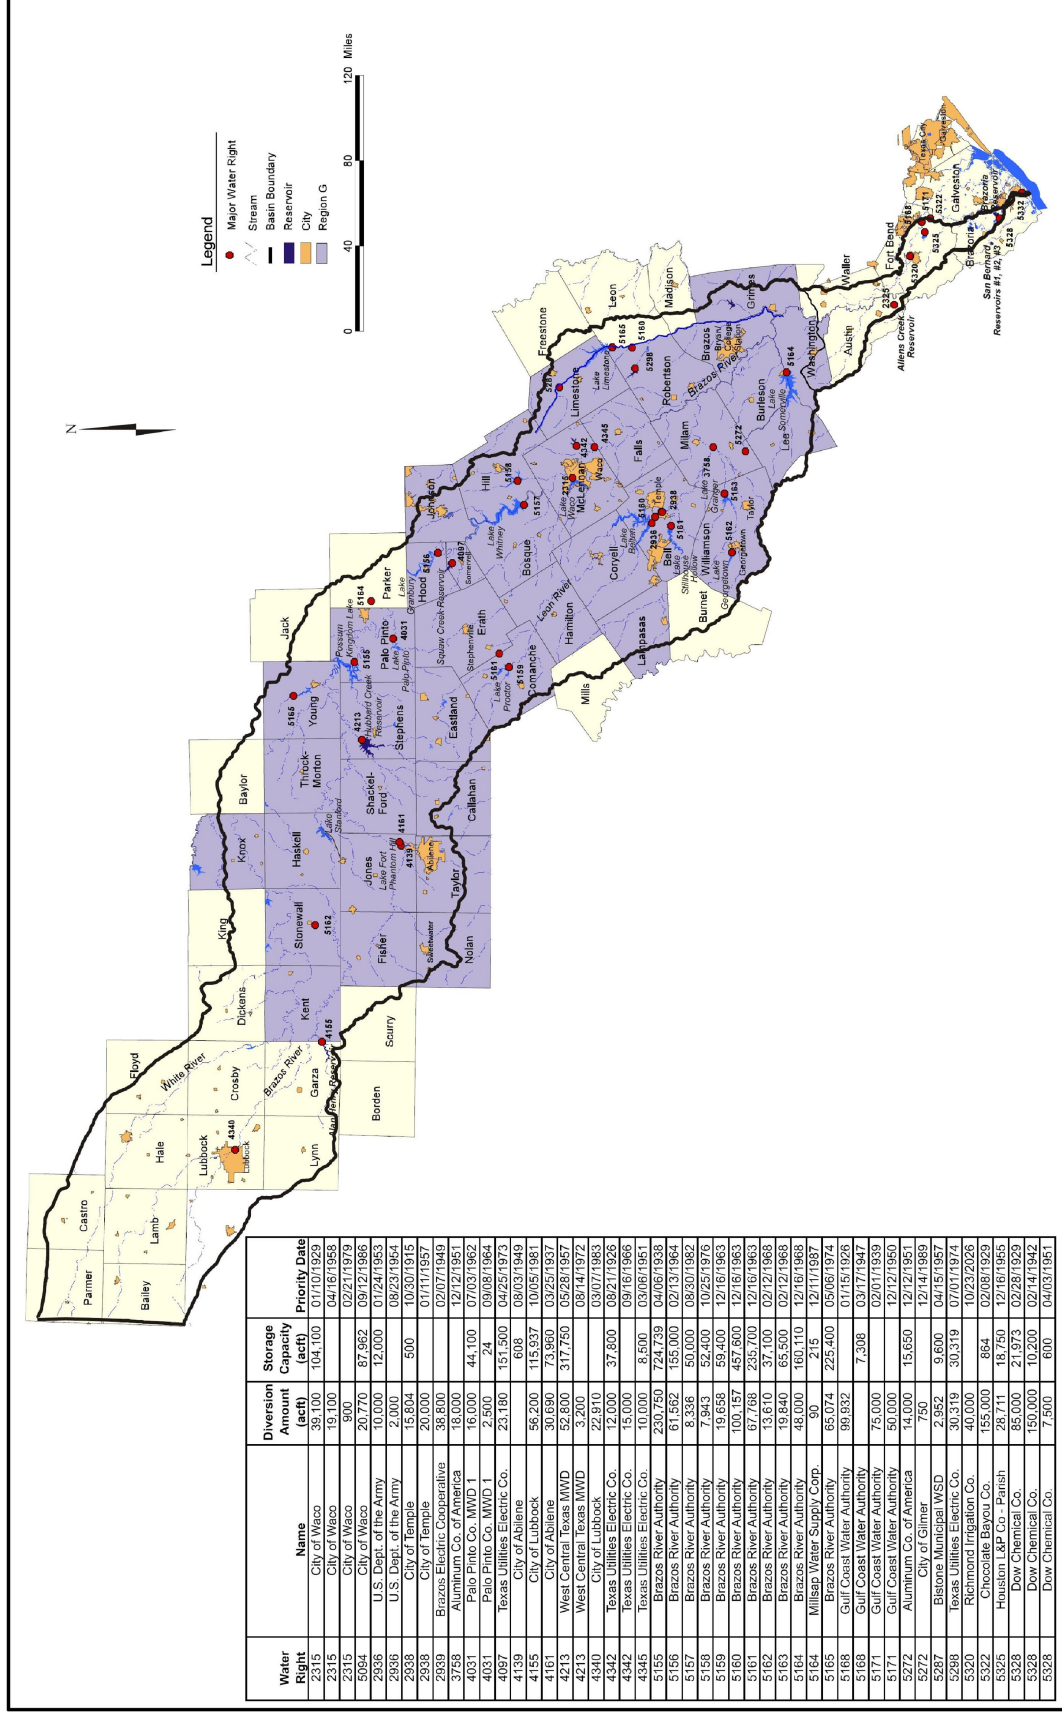 Water Right Name Diversion Amount (acft) Storage Capacity (acft) Priority Date
2315 City of Waco 39,100 104,100 01/10/1929
2315 City of Waco 19,100 04/16/1958
2315 City of Waco 900 02/21/1979
5094 City of Waco 20,770 87,962 09/12/1986
2936 U.S. Dept. of the Army 10,000 12,000 01/24/1953
2936 U.S. Dept. of the Army 2,000 08/23/1954
2938 City of Temple 15,804 500 10/30/1915
2938 City of Temple 20,000 01/11/1957
2939 Brazos Electric Cooperative 38,800 02/07/1949
3758 Aluminum Co. of America 18,000 12/12/1951
4031 Palo Pinto Co. MWD 1 16,000 44,100 07/03/1962
4031 Palo Pinto Co. MWD 1 2,500 24 09/08/1964
4097 Texas Utilities Electric Co. 23,180 151,500 04/25/1973
4139 City of Abilene 608 08/03/1949
4155 City of Lubbock 56,200 115,937 10/05/1981
4161 City of Abilene 30,690 73,960 03/25/1937
4213 West Central Texas MWD 52,800 317,750 05/28/1957
4213 West Central Texas MWD 3,200 08/14/1972
4340 City of Lubbock 22,910 03/07/1983
4342 Texas Utilities Electric Co. 12,000 37,800 08/21/1926
4342 Texas Utilities Electric Co. 15,000 09/16/1966
4345 Texas Utilities Electric Co. 10,000 8,500 03/06/1951
5155 Brazos River Authority 230,750 724,739 04/06/1938
5156 Brazos River Authority 61,562 155,000 02/13/1964
5157 Brazos River Authority 8,336 50,000 08/30/1982
5158 Brazos River Authority 7,943 52,400 10/25/1976
5159 Brazos River Authority 19,658 59,400 12/16/1963
5160 Brazos River Authority 100,157 457,600 12/16/1963
5161 Brazos River Authority 67,768 235,700 12/16/1963
5162 Brazos River Authority 13,610 37,100 02/12/1968
5163 Brazos River Authority 19,840 65,500 02/12/1968
5164 Brazos River Authority 48,000 160,110 12/16/1968
5164 Millsap Water Supply Corp. 90 215 12/11/1987
5165 Brazos River Authority 65,074 225,400 05/06/1974
5168 Gulf Coast Water Authority 99,932 01/15/1926
5168 Gulf Coast Water Authority 7,308 03/17/1947
5171 Gulf Coast Water Authority 75,000 02/01/1939
5171 Gulf Coast Water Authority 50,000 12/12/1950
5272 Aluminum Co. of America 14,000 15,650 12/12/1951
5272 City of Gilmer 750 12/14/1989
5287 Bistone Municipal WSD 2,952 9,600 04/15/1957
5298 Texas Utilities Electric Co. 30,319 30,319 07/01/1974
5320 Richmond Irrigation Co. 40,000 10/23/2026
5322 Chocolate Bayou Co. 155,000 864 02/08/1929
5325 Houston L&P Co - Parish 28,711 18,750 12/16/1955
5328 Dow Chemical Co. 85,000 21,973 02/28/1929
5328 Dow Chemical Co. 150,000 10,200 02/14/1942
5328 Dow Chemical Co. 7,500 600 04/03/1951
N
Legend
Major Water Right
Stream
Basin Boundary
Reservoir
City
Region G
0 40 80 120 Miles
Parmer
Castro
Bailey
Lamb
Hale
Floyd
White River
Lubbock
4340
Lubbock
Crosby
Dickens
King
Knox
Baylor
Lynn
Garza
Brazos River
Alan Henry Reservoir
4155
Kent
Stonewall
5162
Haskell
Lake
Stamford
Throck-
Morton
Young
5165
Jack
Borden
Scurry
Fisher
Jones
Lake Fort
Phantom Hill
4139
4161
Shackel-
Ford
Stephens
4213
Hubbard Creek
Reservoir
Possum
Kingdom Lake
5155
Palo Pinto
Lake
Palo Pinto
4031
5164
Parker
Nolan
Sweetwater
Taylor
Abilene
Callahan
Eastland
Erath
Stephenville
Squaw Creek Reservoir
Hood
Lake
Granbury
5156
4097
Somervell
Johnson
Comanche
Lake
Proctor
5161
5159
Hamilton
Leon River
Bosque
Lake
Whitney
5157
Hill
5158
Mills
Lampasas
Coryell
McLennan
Lake
Waco
2315
Waco
4342
4345
Limestone
Lake
Limestone
Freestone
5165
5160
5298
Leon
Madison
Falls
Robertson
Bell
Lake
Belton
5160
Temple
2936
2938
5161
Lake
Stillhouse
Hollow
Burnet
Williamson
Lake
Georgetown
Georgetown
5162
Lake
Granger
5163
Taylor
3758
Milam
5272
Lee
Burleson
Lake
Somerville
5164
Brazos River
Brazos
Bryan/
College
Station
Grimes
Washington
Waller
Austin
Allens Creek
Reservoir
2325
Fort Bend
5320
5325
5168
5171
5322
Brazoria
Galveston
Texas City
Galveston
Brazoria
Reservoir
San Bernard
Reservoirs #1, #2, #3
5328
5332